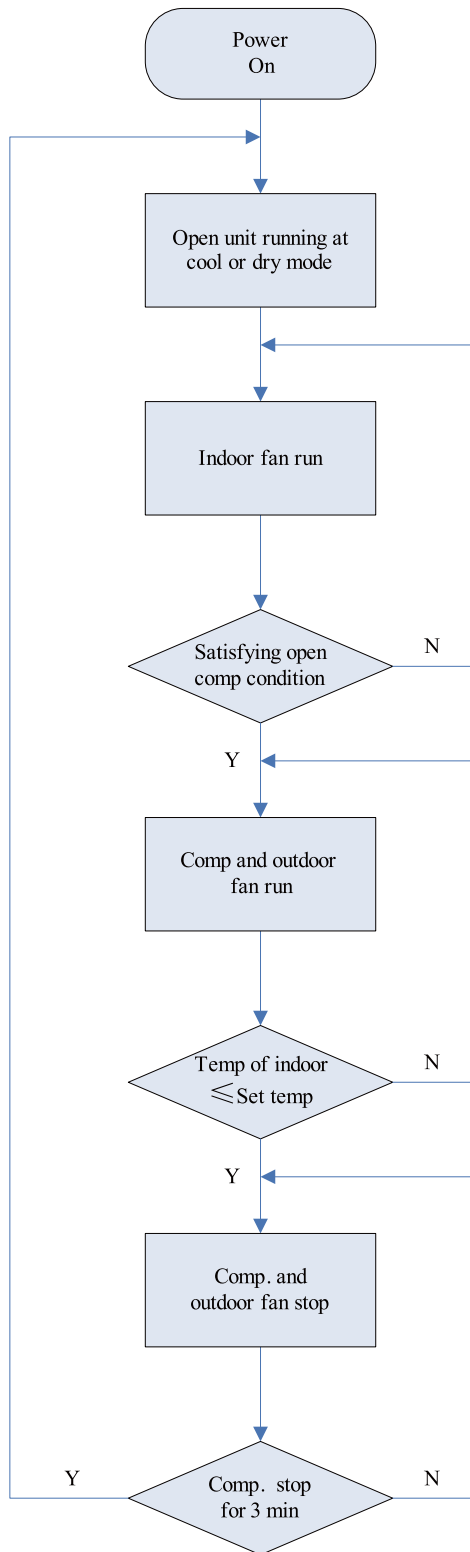 Power
On
Open unit running at
cool or dry mode
Indoor fan run
Satisfying open
comp condition
N
Y
Comp and outdoor
fan run
Temp of indoor
≤Set temp
N
Y
Comp. and
outdoor fan stop
Y
Comp. stop
for 3 min
N